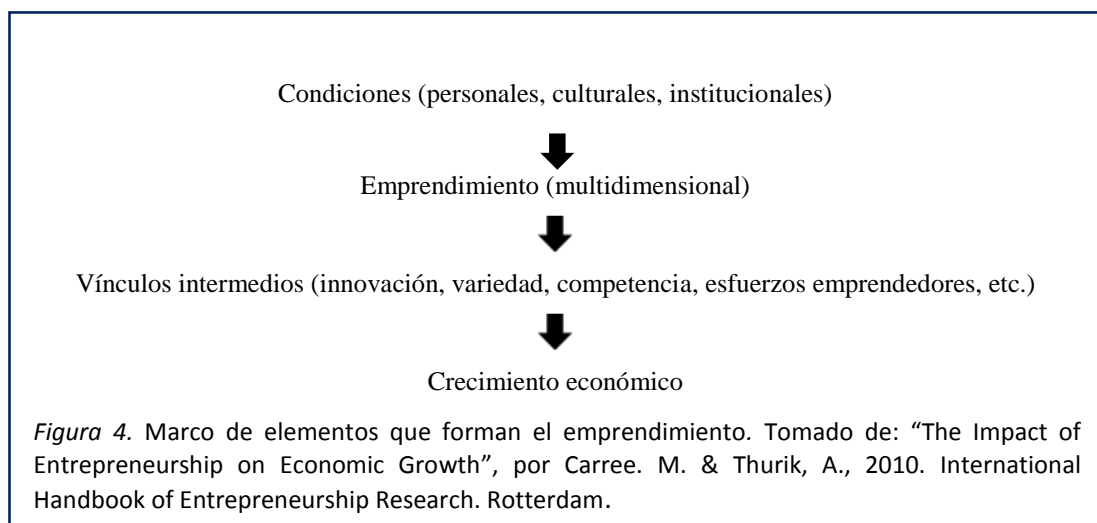 Condiciones (personales, culturales, institucionales)
Emprendimiento (multidimensional)
Vínculos intermedios (innovación, variedad, competencia, esfuerzos emprendedores, etc.)
Crecimiento económico
Figura 4. Marco de elementos que forman el emprendimiento. Tomado de: “The Impact of
Entrepreneurship on Economic Growth”, por Carree. M. & Thurik, A., 2010. International
Handbook of Entrepreneurship Research. Rotterdam.